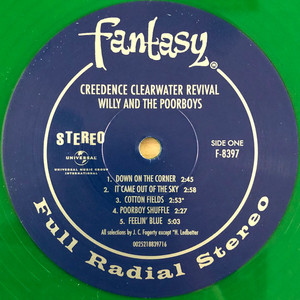 Fantasy®
CREEDENCE CLEARWATER REVIVAL
WILLY AND THE POORBOYS
STEREO
SIDE ONE
F-8397
UNIVERSAL
UNIVERSAL MUSIC GROUP
INTERNATIONAL
1. DOWN ON THE CORNER 2:45
2. IT CAME OUT OF THE SKY 2:58
3. COTTON FIELDS 2:53*
4. POORBOY SHUFFLE 2:27
5. FEELIN' BLUE 5:03
All selections by J. C. Fogerty except *H. Ledbetter
0025218839716
Full Radial Stereo